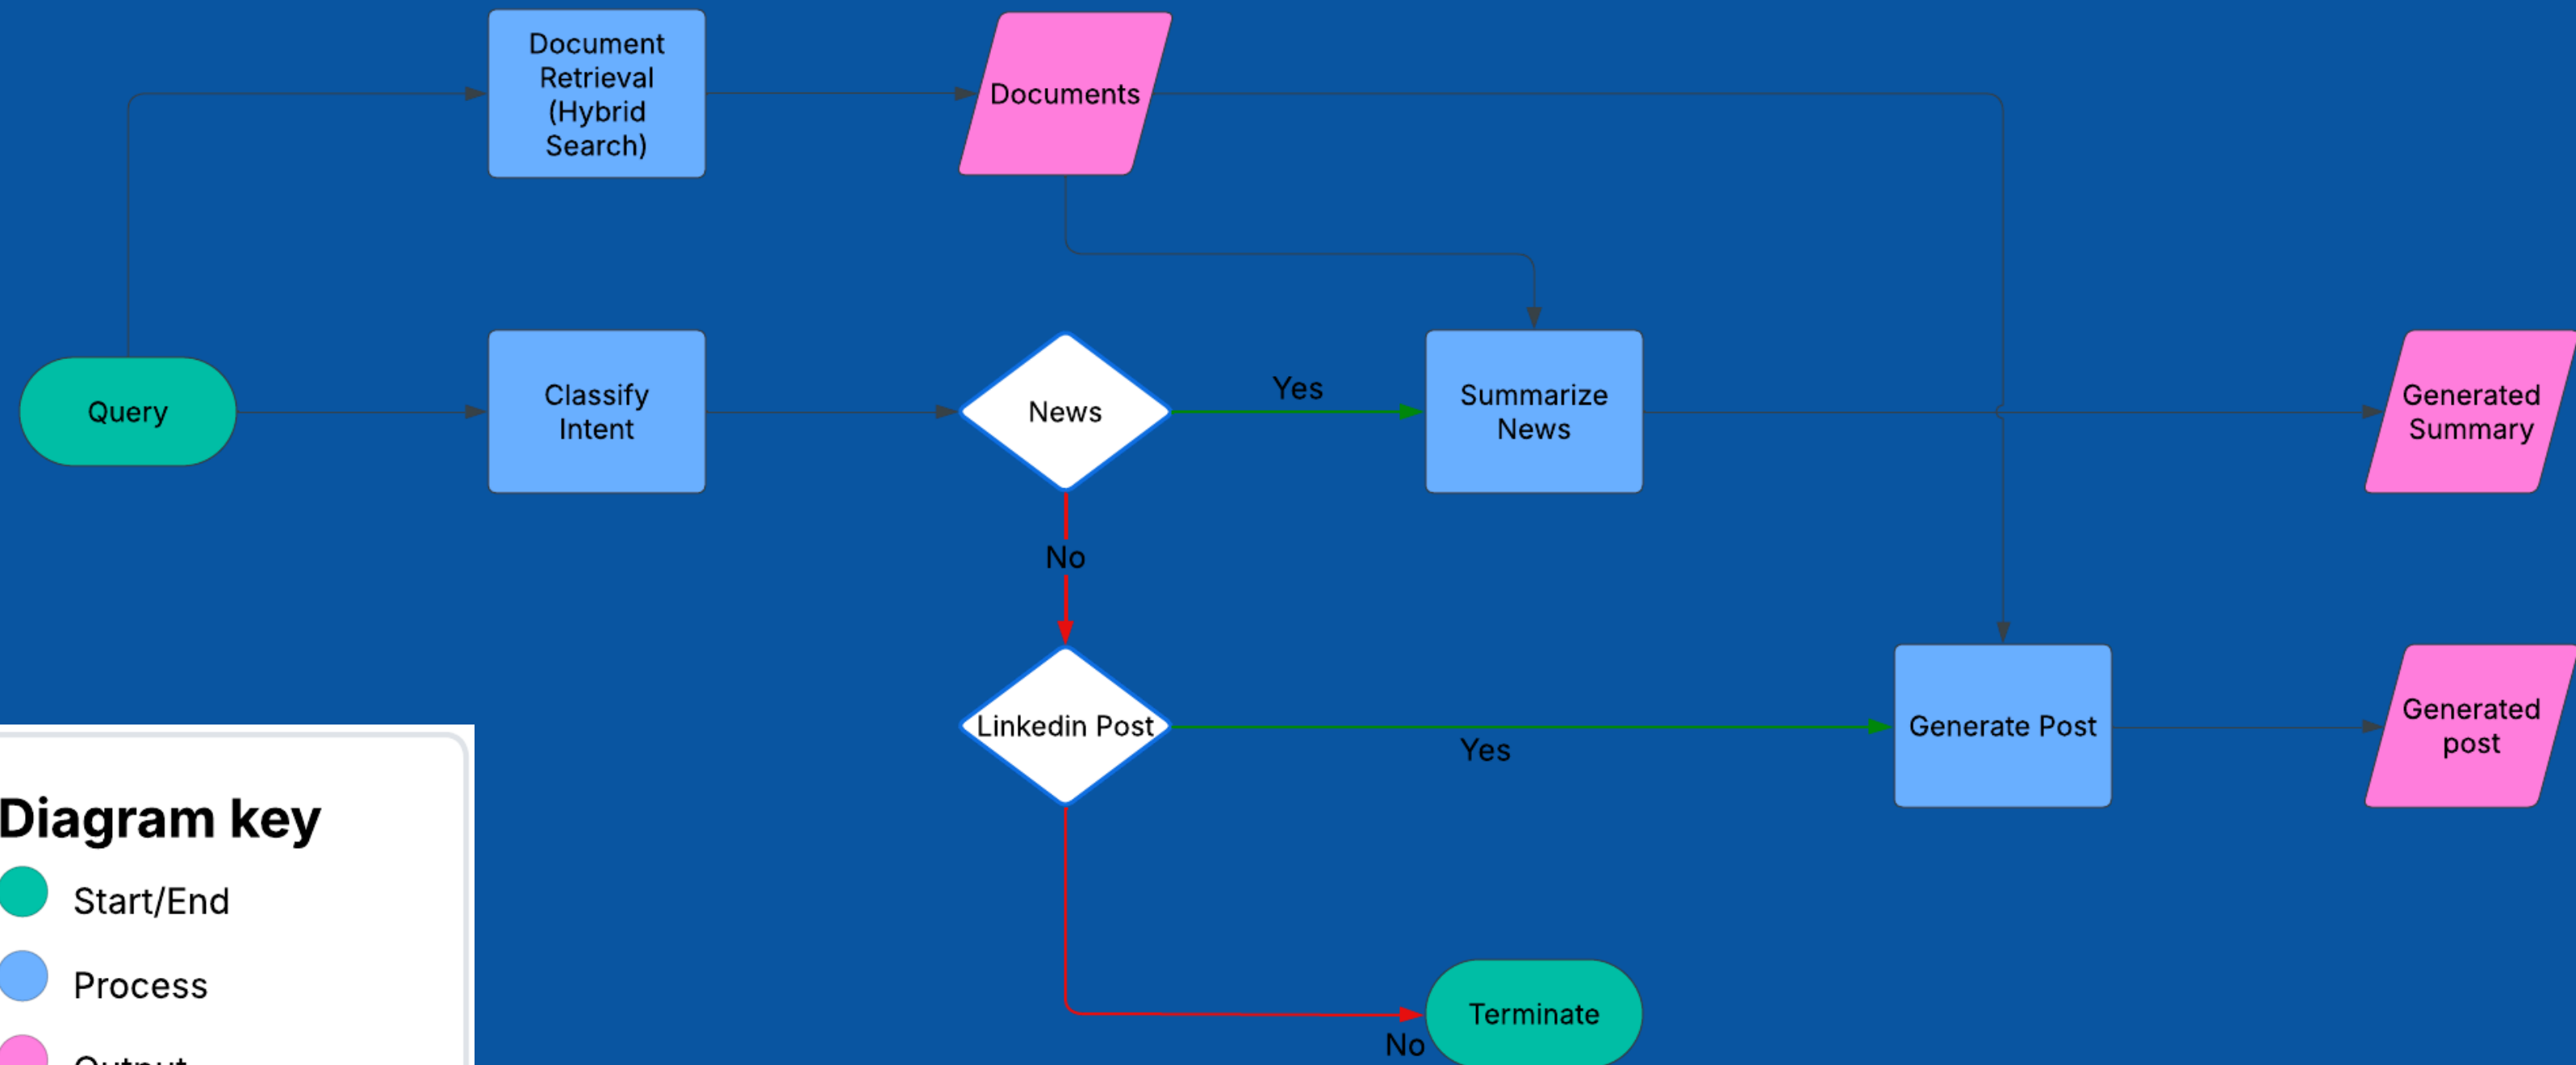 Document
Retrieval
(Hybrid
Search)
Documents
Query
Classify
Intent
News
Yes
Summarize
News
Generated
Summary
No
Linkedin Post
Yes
Generate Post
Generated
post
No
Terminate
Diagram key
Start/End
Process
Output